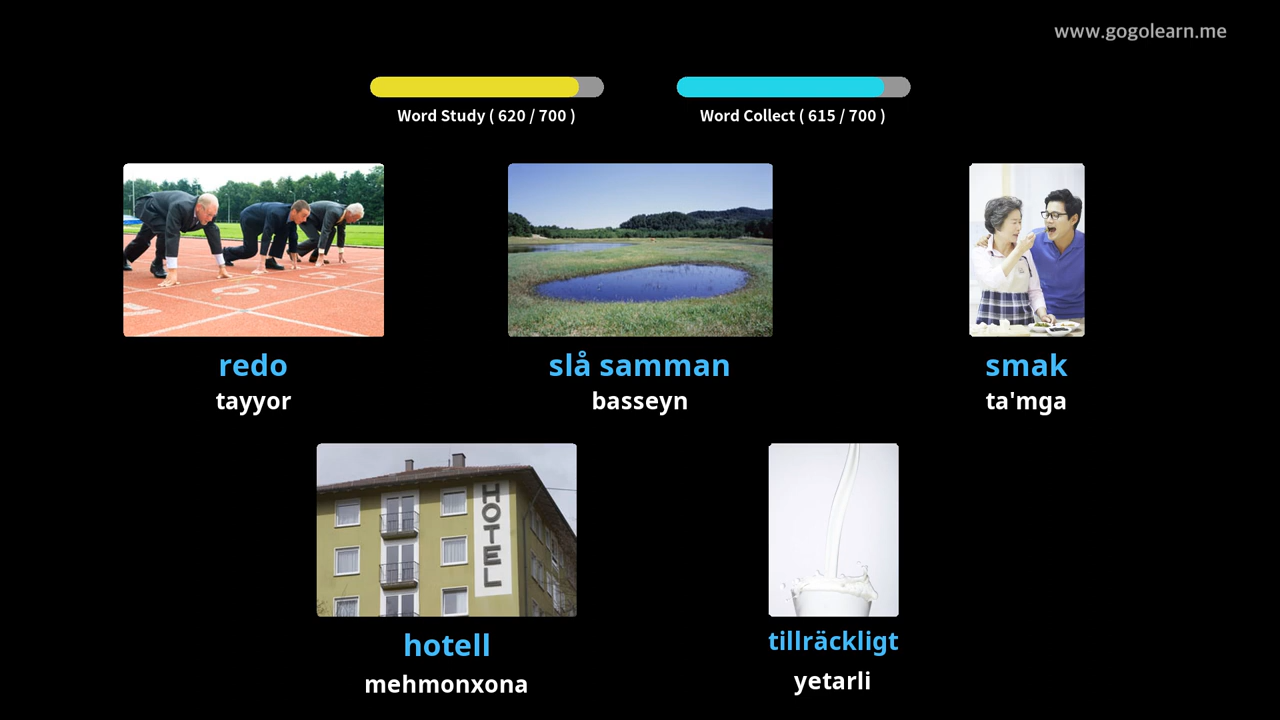 www.gogolearn.me
Word Study ( 620 / 700 )
Word Collect ( 615 / 700 )
redo
tayyor
slå samman
basseyn
smak
ta'mga
HOTEL
hotell
mehmonxona
tillräckligt
yetarli